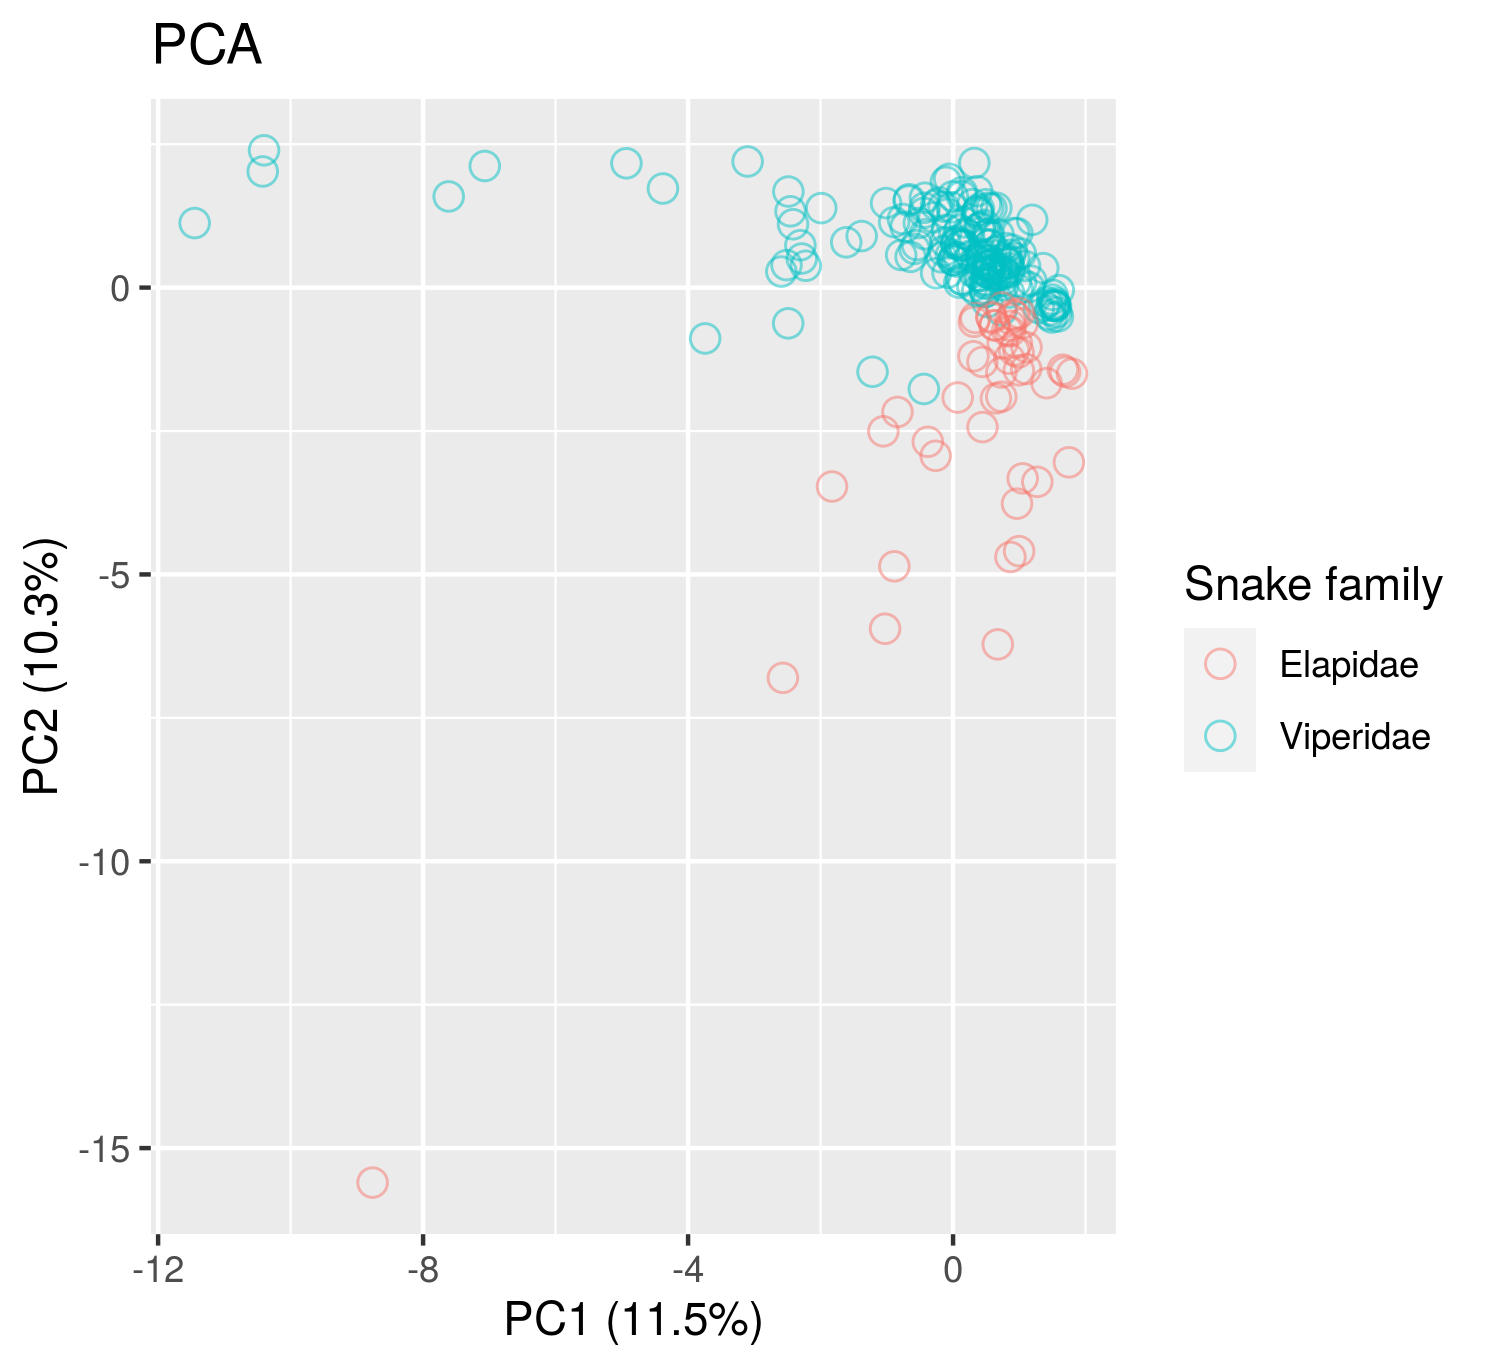 PCA
0
-5
-10
-15
PC2 (10.3%)
-12 -8 -4 0
PC1 (11.5%)
Snake family
Elapidae
Viperidae